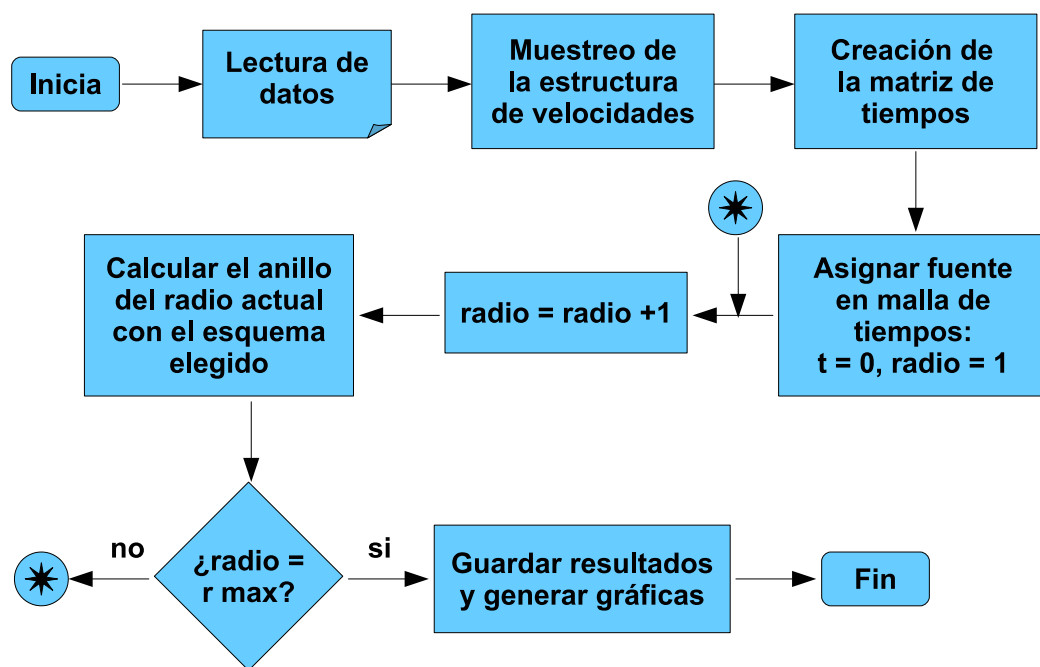 Inicia
Lectura de
datos
Muestreo de
la estructura
de velocidades
Creación de
la matriz de
tiempos
Asignar fuente
en malla de
tiempos:
t = 0, radio = 1
radio = radio +1
Calcular el anillo
del radio actual
con el esquema
elegido
¿radio =
r max?
no
si
Guardar resultados
y generar gráficas
Fin